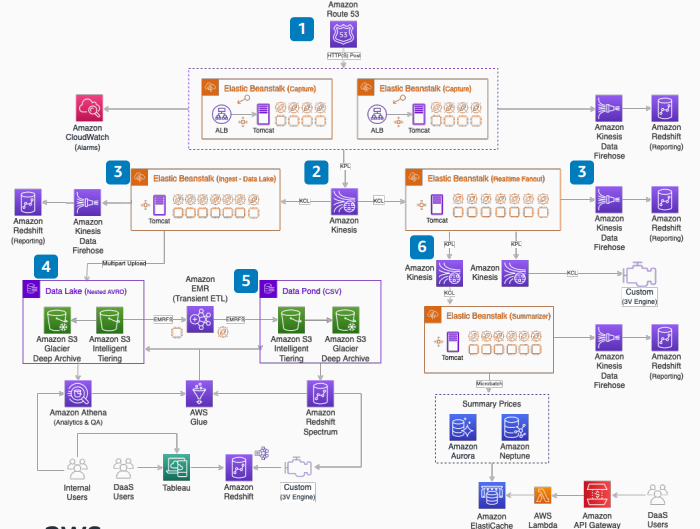 Amazon
Route 53
1
53
HTTP(S) Post
Elastic Beanstalk (Capture)
ALB
Tomcat
Elastic Beanstalk (Capture)
ALB
Tomcat
Amazon
CloudWatch
(Alarms)
Amazon
Kinesis
Data
Firehose
Amazon
Redshift
(Reporting)
KPL
3
Elastic Beanstalk (Ingest - Data Lake)
Tomcat
2
KCL
Amazon
Kinesis
KCL
Elastic Beanstalk (Realtime Fanout)
Tomcat
3
Amazon
Redshift
(Reporting)
Amazon
Kinesis
Data
Firehose
Amazon
Kinesis
Data
Firehose
Amazon
Redshift
(Reporting)
Multipart Upload
6
KPL
KPL
Amazon
Kinesis
Amazon
Kinesis
KCL
Custom
(3V Engine)
KCL
4
Data Lake (Nested AVRO)
Amazon S3
Glacier
Deep Archive
Amazon S3
Intelligent
Tiering
EMRFS
Amazon
EMR
(Transient ETL)
EMRFS
5
Data Pond (CSV)
Amazon S3
Intelligent
Tiering
Amazon S3
Glacier
Deep Archive
Elastic Beanstalk (Summarizer)
Tomcat
Amazon
Kinesis
Data
Firehose
Amazon
Redshift
(Reporting)
Microbatch
Amazon Athena
(Analytics & QA)
AWS
Glue
Amazon
Redshift
Spectrum
Summary Prices
Amazon
Aurora
Amazon
Neptune
Internal
Users
DaaS
Users
Tableau
Amazon
Redshift
Custom
(3V Engine)
Amazon
ElastiCache
AWS
Lambda
Amazon
API Gateway
DaaS
Users
aws